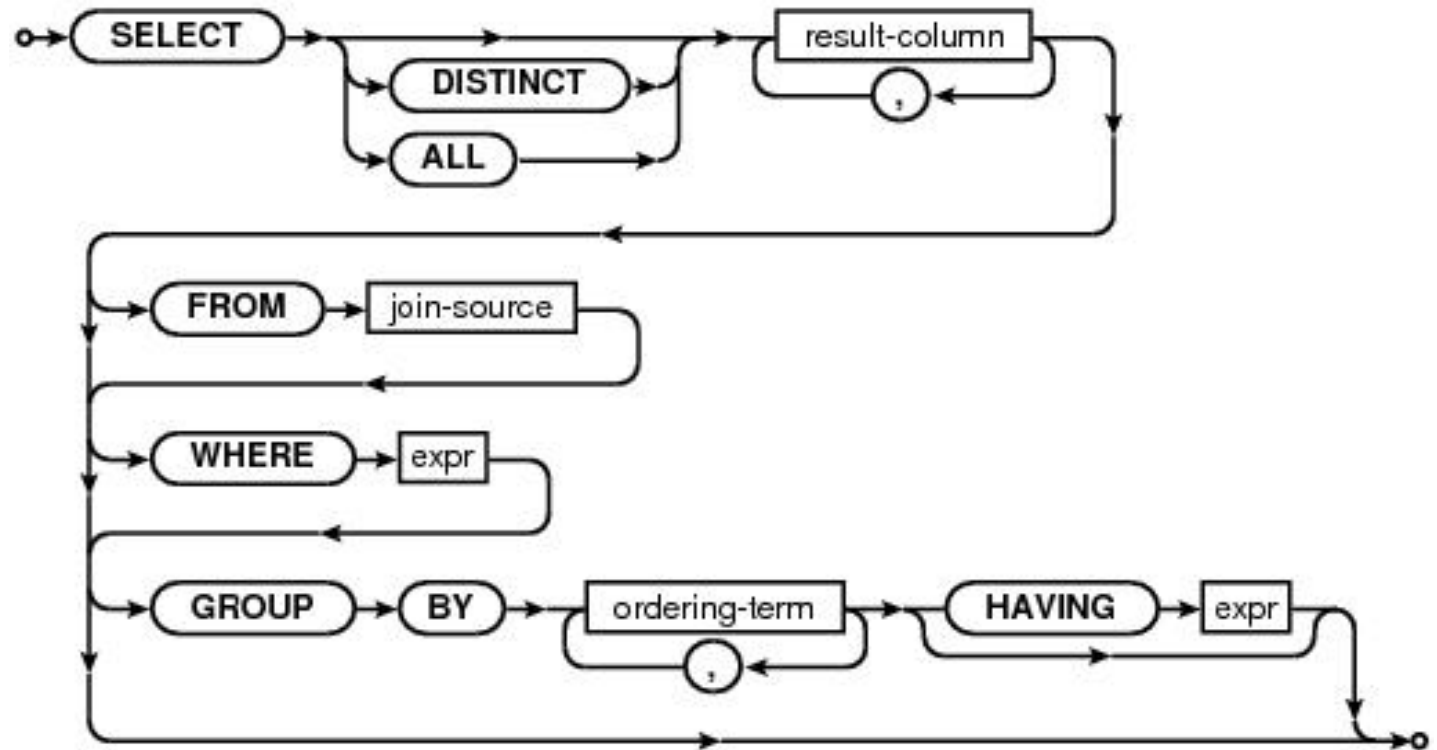 SELECT result-column
DISTINCT
,
ALL
FROM join-source
WHERE expr
GROUP BY ordering-term HAVING expr
,